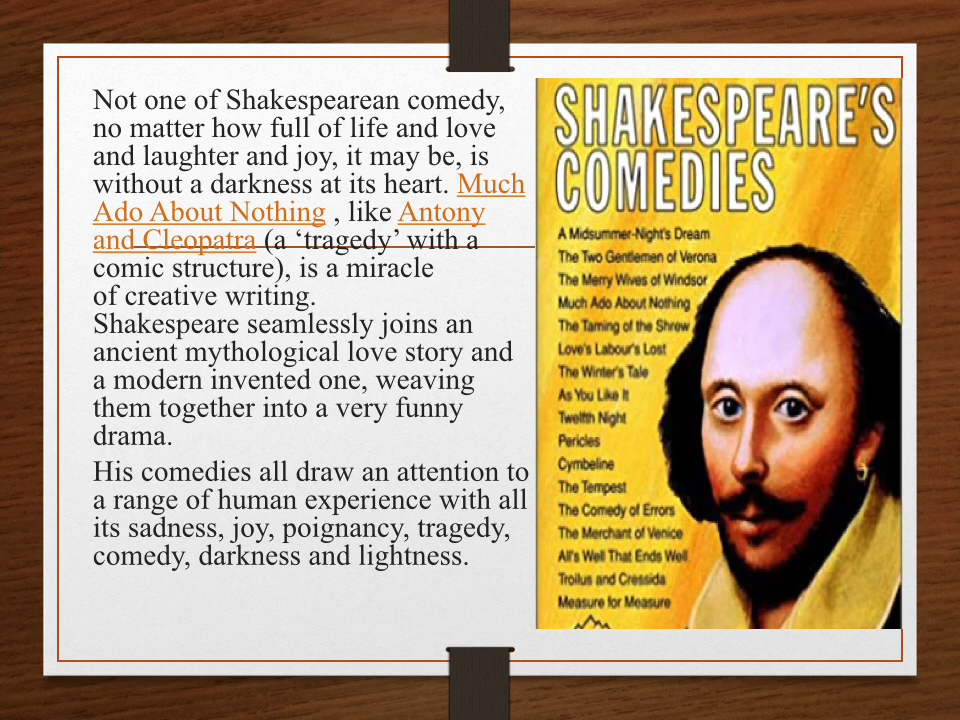 Not one of Shakespearean comedy,
no matter how full of life and love
and laughter and joy, it may be, is
without a darkness at its heart. Much
Ado About Nothing , like Antony
and Cleopatra (a ‘tragedy’ with a
comic structure), is a miracle
of creative writing.
Shakespeare seamlessly joins an
ancient mythological love story and
a modern invented one, weaving
them together into a very funny
drama.
His comedies all draw an attention to
a range of human experience with all
its sadness, joy, poignancy, tragedy,
comedy, darkness and lightness.
SHAKESPEARE'S
COMEDIES
A Midsummer-Night's Dream
The Two Gentlemen of Verona
The Merry Wives of Windsor
Much Ado About Nothing
The Taming of the Shrew
Love's Labour's Lost
The Winter's Tale
As You Like It
Twelfth Night
Pericles
Cymbeline
The Tempest
The Comedy of Errors
The Merchant of Venice
All's Well That Ends Well
Troilus and Cressida
Measure for Measure